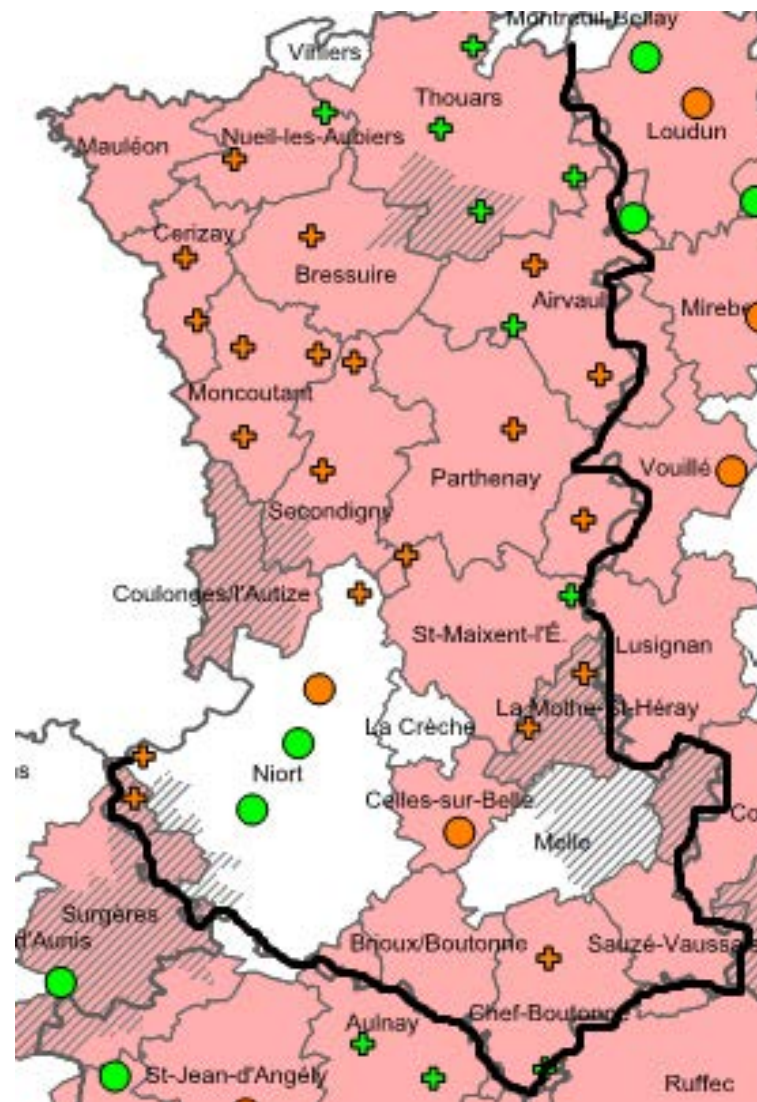 Montreuil-Bellay
Vihiers
Thouars
Loudun
Nueil-les-Aubiers
Mauléon
Cerizay
Bressuire
Airvault
Mirebe
Moncoutant
Parthenay
Vouillé
Secondigny
Coulonges/l'Autize
St-Maixent-l'É.
Lusignan
La Mothe-St-Héray
La Crèche
Niort
Celles-sur-Belle
Co
Melle
Surgères
d'Aunis
Brioux/Boutonne
Sauzé-Vaussais
Chef-Boutonne
Aulnay
St-Jean-d'Angély
Ruffec